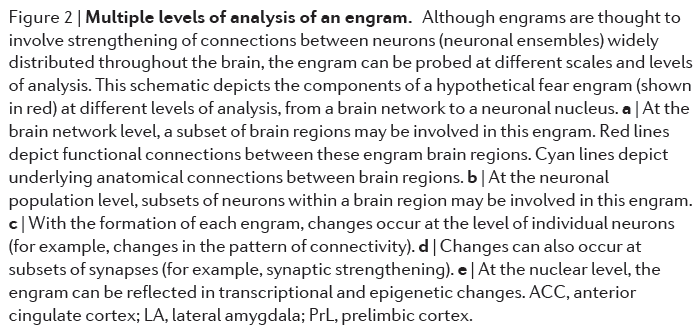 Figure 2 | Multiple levels of analysis of an engram. Although engrams are thought to
involve strengthening of connections between neurons (neuronal ensembles) widely
distributed throughout the brain, the engram can be probed at different scales and levels
of analysis. This schematic depicts the components of a hypothetical fear engram (shown
in red) at different levels of analysis, from a brain network to a neuronal nucleus. a | At the
brain network level, a subset of brain regions may be involved in this engram. Red lines
depict functional connections between these engram brain regions. Cyan lines depict
underlying anatomical connections between brain regions. b | At the neuronal
population level, subsets of neurons within a brain region may be involved in this engram.
c | With the formation of each engram, changes occur at the level of individual neurons
(for example, changes in the pattern of connectivity). d | Changes can also occur at
subsets of synapses (for example, synaptic strengthening). e | At the nuclear level, the
engram can be reflected in transcriptional and epigenetic changes. ACC, anterior
cingulate cortex; LA, lateral amygdala; PrL, prelimbic cortex.